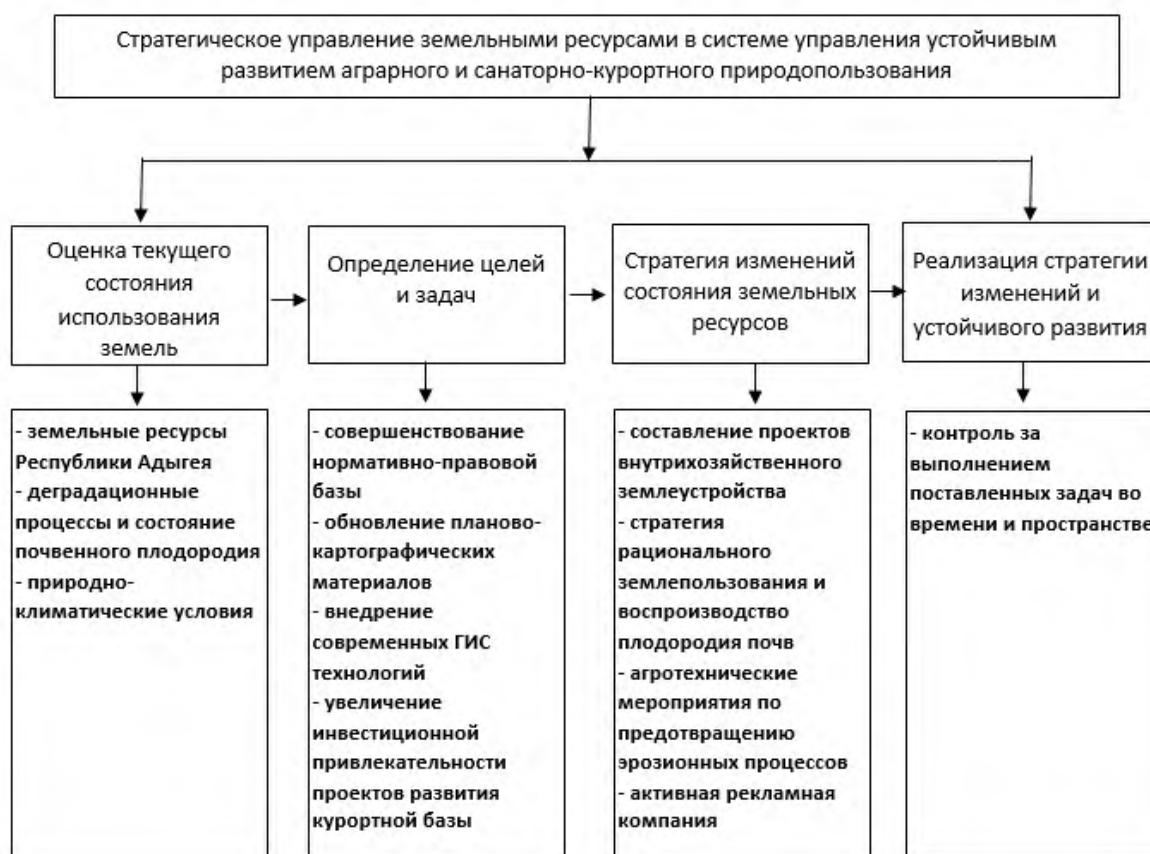 Стратегическое управление земельными ресурсами в системе управления устойчивым
развитием аграрного и санаторно-курортного природопользования
Оценка текущего
состояния
использования
земель
Определение целей
и задач
Стратегия изменений
состояния земельных
ресурсов
Реализация стратегии
изменений и
устойчивого развития
- земельные ресурсы
Республики Адыгея
- деградационные
процессы и состояние
почвенного плодородия
- природно-
климатические условия
- совершенствование
нормативно-правовой
базы
- обновление планово-
картографических
материалов
- внедрение
современных ГИС
технологий
- увеличение
инвестиционной
привлекательности
проектов развития
курортной базы
- составление проектов
внутрихозяйственного
землеустройства
- стратегия
рационального
землепользования и
воспроизводство
плодородия почв
- агротехнические
мероприятия по
предотвращению
эрозионных процессов
- активная рекламная
компания
- контроль за
выполнением
поставленных задач во
времени и пространстве